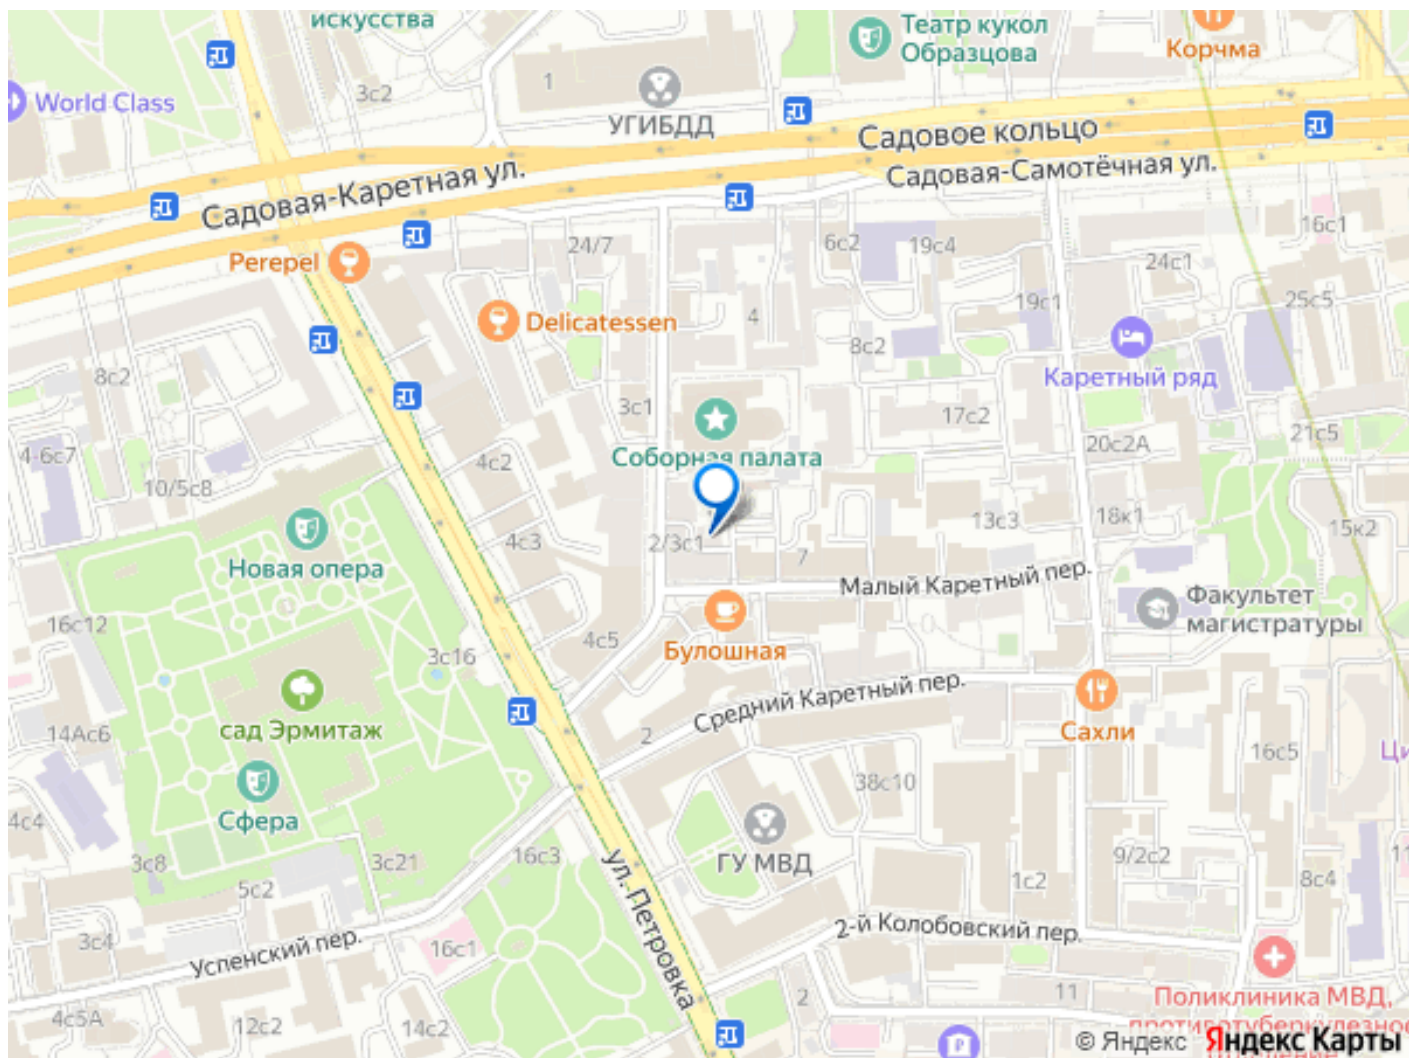 искусства
Театр кукол
Образцова
Корчма
World Class
3с2
1
УГИБДД
Садовое кольцо
Садовая-Самотёчная ул.
Садовая-Каретная ул.
16с1
Perepel
24/7
6с2
19с4
24с1
25с5
19с1
Delicatessen
4
8с2
Каретный ряд
8с2
3с1
17с2
21с5
20с2А
4-6с7
Соборная палата
4с2
10/5с8
13с3
18к1
15к2
4с3
2/3с1
7
Новая опера
Малый Каретный пер.
Факультет
магистратуры
16с12
4с5
Булошная
3с16
Средний Каретный пер.
сад Эрмитаж
14Ас6
2
Сахли
16с5
Ци
38с10
Сфера
4с4
ГУ МВД
3с8
3с21
16с3
9/2с2
11
5с2
1с2
8с4
ул. Петровка
2-й Колобовский пер.
3с4
Успенский пер.
16с1
2
11
Поликлиника МВД,
противотуберкулезное
4с5А
12с2
14с2
© Яндекс Яндекс Карты